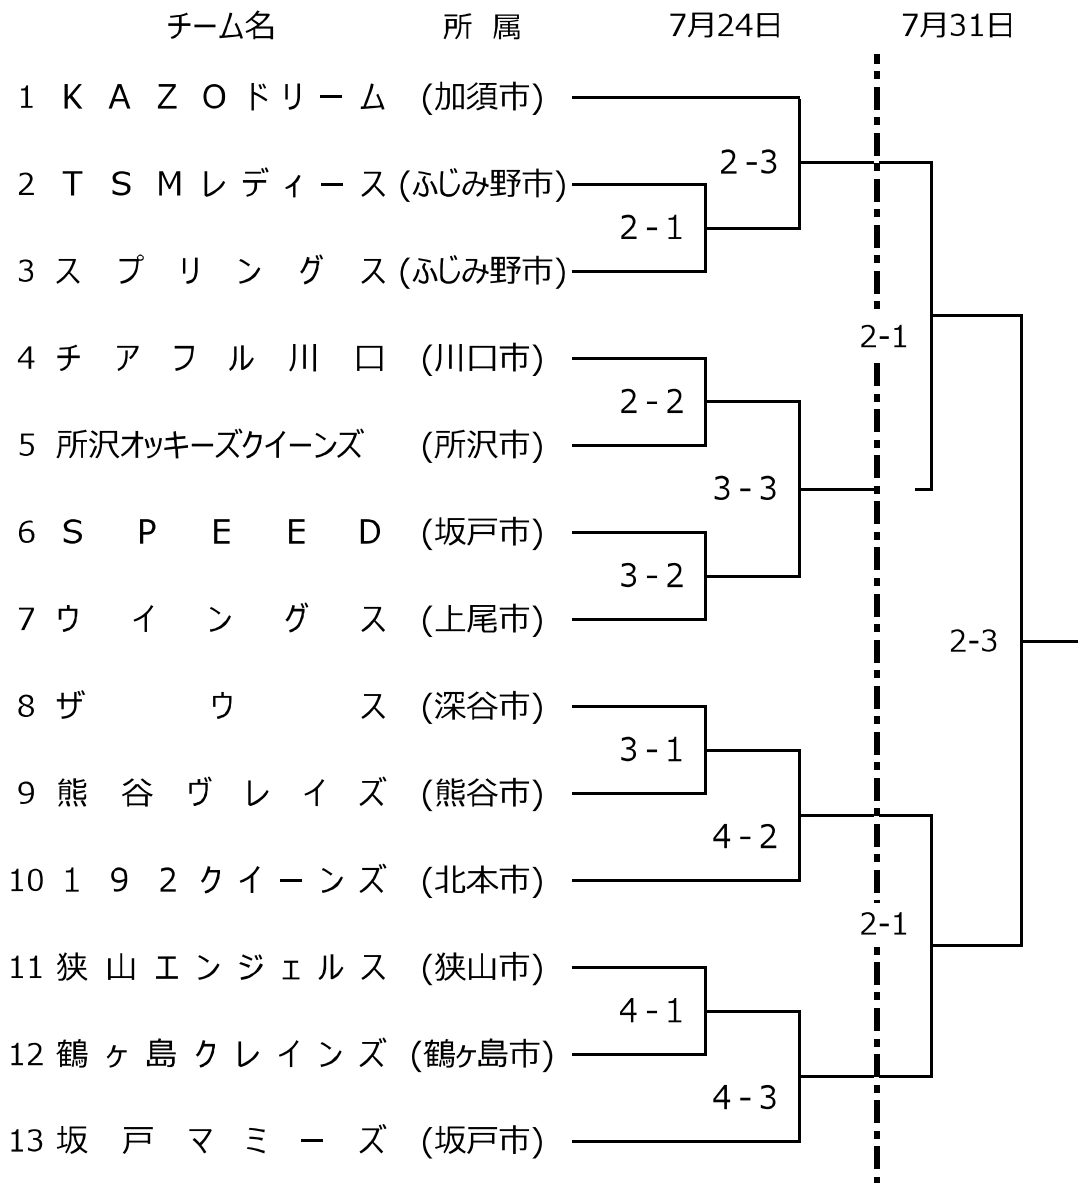 チーム名 所属 7月24日 7月31日
1 KAZOドリーム (加須市)
2-3
2 TSMレディース (ふじみ野市)
2-1
3 スプリングス (ふじみ野市)
2-1
4 チアフル川口 (川口市)
2-2
5 所沢オッキーズクイーンズ (所沢市)
3-3
6 SPEED (坂戸市)
3-2
7 ウイングス (上尾市)
2-3
8 ザウス (深谷市)
3-1
9 熊谷ヴレイズ (熊谷市)
4-2
10 192クイーンズ (北本市)
2-1
11 狭山エンジェルス (狭山市)
4-1
12 鶴ヶ島クレインズ (鶴ヶ島市)
4-3
13 坂戸マミーズ (坂戸市)